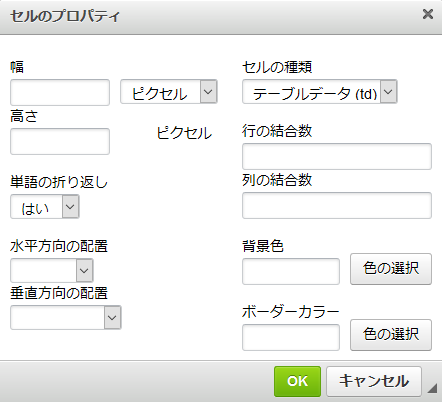 セルのプロパティ
幅
ピクセル
高さ
ピクセル
単語の折り返し
はい
水平方向の配置
垂直方向の配置
セルの種類
テーブルデータ (td)
行の結合数
列の結合数
背景色
色の選択
ボーダーカラー
色の選択
OK
キャンセル